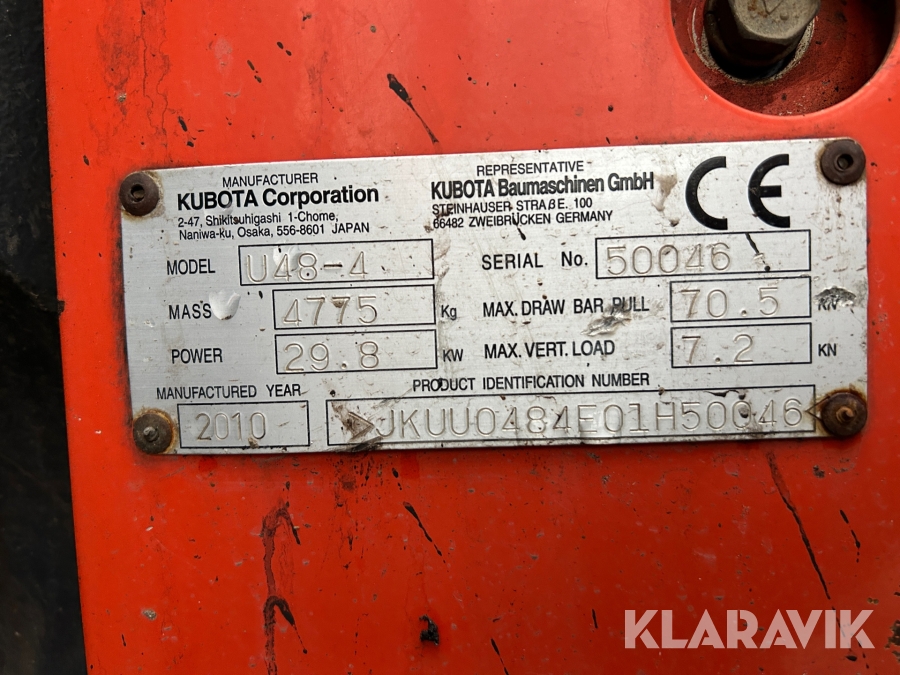 MANUFACTURER
KUBOTA Corporation
2-47, Shikitsuhigashi 1-Chome,
Naniwa-ku, Osaka, 556-8601 JAPAN
REPRESENTATIVE
KUBOTA Baumaschinen GmbH
STEINHAUSER STRAßE. 100
66482 ZWEIBRÜCKEN GERMANY
CE
MODEL U48-4
SERIAL No. 50046
MASS 4775 Kg
MAX. DRAW BAR PULL 70.5 KN
POWER 29.8 KW
MAX. VERT. LOAD 7.2 KN
MANUFACTURED YEAR
2010
PRODUCT IDENTIFICATION NUMBER
JKUU0484E01H50046
KLARAVIK